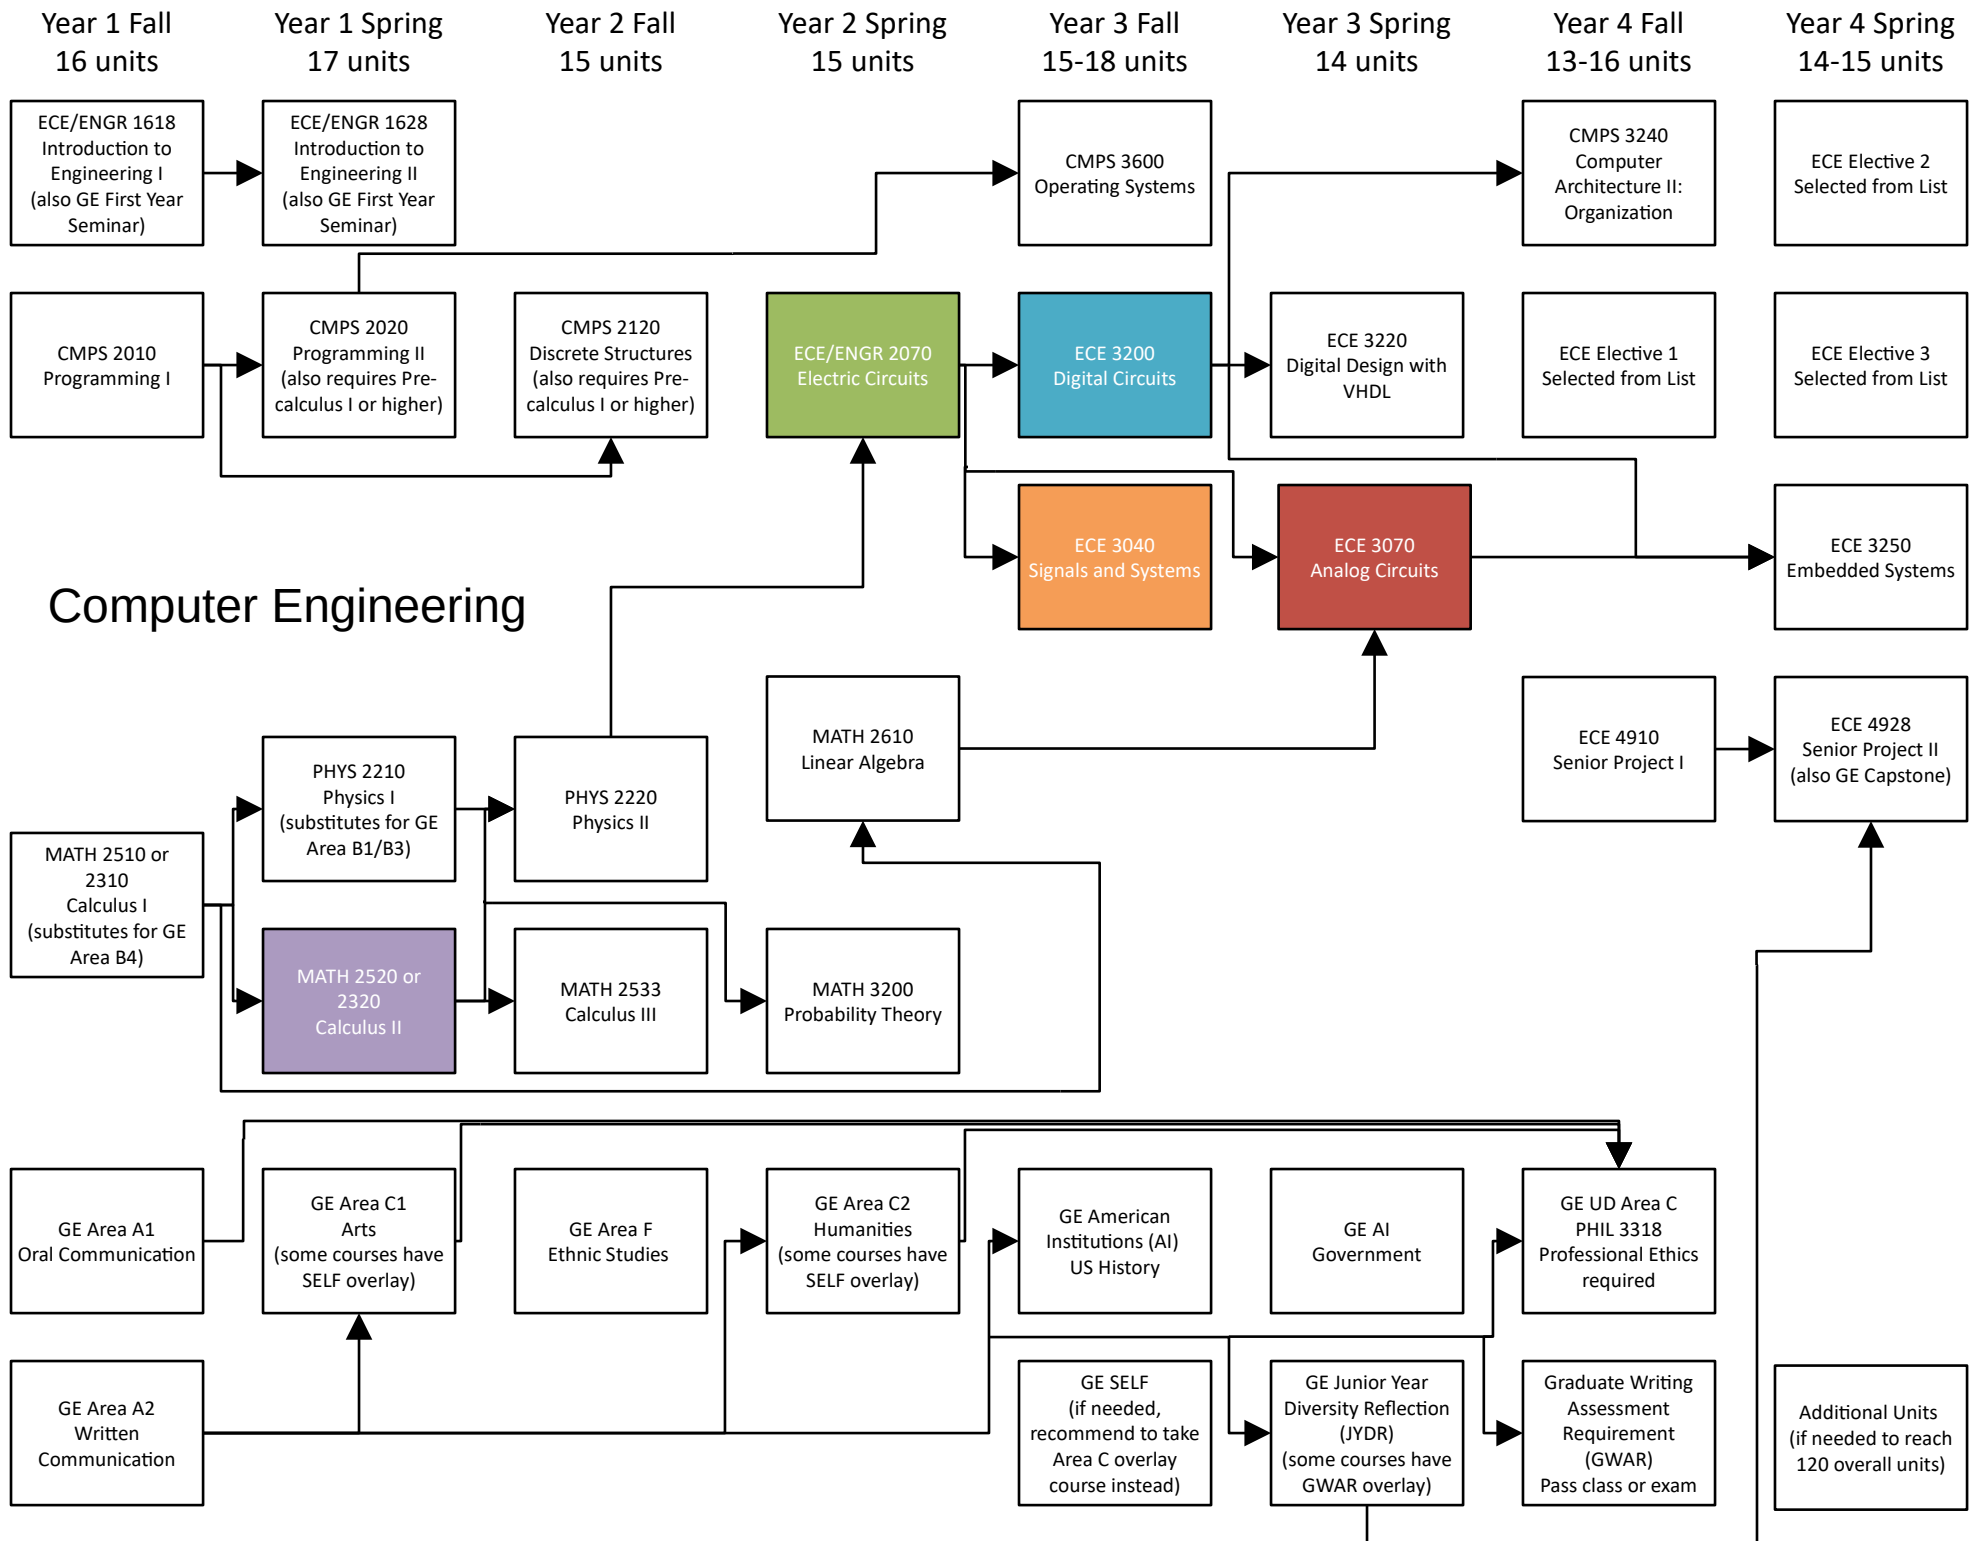 Year 1 Fall
16 units
Year 1 Spring
17 units
Year 2 Fall
15 units
Year 2 Spring
15 units
Year 3 Fall
15-18 units
Year 3 Spring
14 units
Year 4 Fall
13-16 units
Year 4 Spring
14-15 units
ECE/ENGR 1618
Introduction to
Engineering I
(also GE First Year
Seminar)
ECE/ENGR 1628
Introduction to
Engineering II
(also GE First Year
Seminar)
CMPS 3600
Operating Systems
CMPS 3240
Computer
Architecture II:
Organization
ECE Elective 2
Selected from List
CMPS 2010
Programming I
CMPS 2020
Programming II
(also requires Pre-
calculus I or higher)
CMPS 2120
Discrete Structures
(also requires Pre-
calculus I or higher)
ECE/ENGR 2070
Electric Circuits
ECE 3200
Digital Circuits
ECE 3220
Digital Design with
VHDL
ECE Elective 1
Selected from List
ECE Elective 3
Selected from List
ECE 3040
Signals and Systems
ECE 3070
Analog Circuits
ECE 3250
Embedded Systems
Computer Engineering
MATH 2510 or
2310
Calculus I
(substitutes for GE
Area B4)
PHYS 2210
Physics I
(substitutes for GE
Area B1/B3)
PHYS 2220
Physics II
MATH 2610
Linear Algebra
ECE 4910
Senior Project I
ECE 4928
Senior Project II
(also GE Capstone)
MATH 2520 or
2320
Calculus II
MATH 2533
Calculus III
MATH 3200
Probability Theory
GE Area A1
Oral Communication
GE Area C1
Arts
(some courses have
SELF overlay)
GE Area F
Ethnic Studies
GE Area C2
Humanities
(some courses have
SELF overlay)
GE American
Institutions (AI)
US History
GE AI
Government
GE UD Area C
PHIL 3318
Professional Ethics
required
GE Area A2
Written
Communication
GE SELF
(if needed,
recommend to take
Area C overlay
course instead)
GE Junior Year
Diversity Reflection
(JYDR)
(some courses have
GWAR overlay)
Graduate Writing
Assessment
Requirement
(GWAR)
Pass class or exam
Additional Units
(if needed to reach
120 overall units)